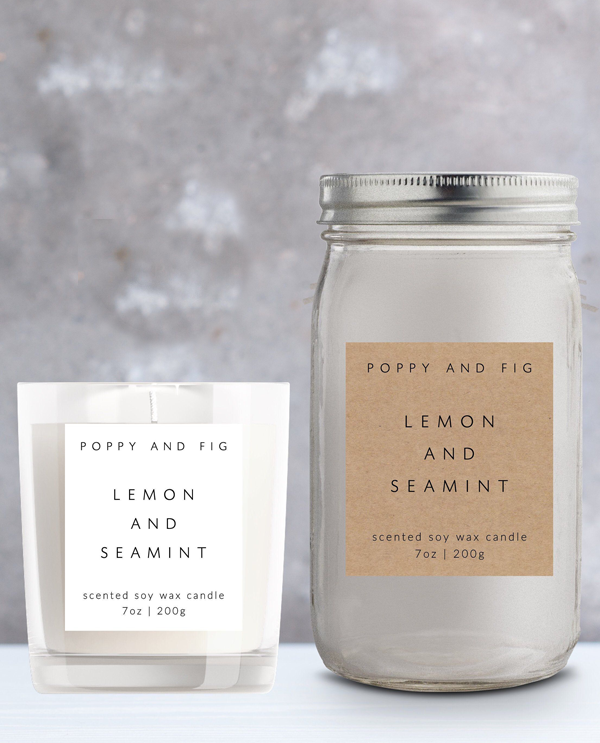 POPPY AND FIG
LEMON
AND
SEAMINT
scented soy wax candle
7oz | 200g
POPPY AND FIG
LEMON
AND
SEAMINT
scented soy wax candle
7oz | 200g